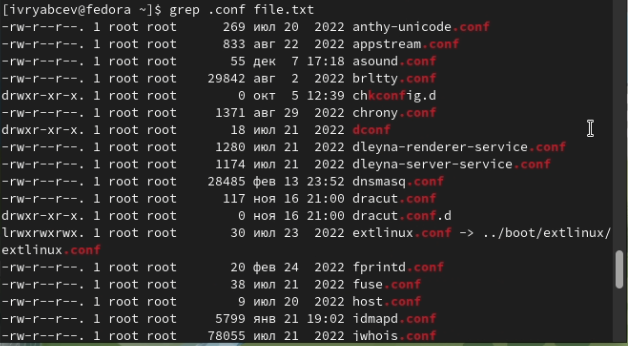 [ivryabcev@fedora ~]$ grep .conf file.txt
-rw-r--r--. 1 root root     269 июл 20  2022 anthy-unicode.conf
-rw-r--r--. 1 root root     833 авг 22  2022 appstream.conf
-rw-r--r--. 1 root root      55 дек  7 17:18 asound.conf
-rw-r--r--. 1 root root   29842 авг  2  2022 brltty.conf
drwxr-xr-x. 1 root root       0 окт  5 12:39 chkconfig.d
-rw-r--r--. 1 root root    1371 авг 29  2022 chrony.conf
drwxr-xr-x. 1 root root      18 июл 21  2022 dconf
-rw-r--r--. 1 root root    1280 июл 21  2022 dleyna-renderer-service.conf
-rw-r--r--. 1 root root    1174 июл 21  2022 dleyna-server-service.conf
-rw-r--r--. 1 root root   28485 фев 13 23:52 dnsmasq.conf
-rw-r--r--. 1 root root     117 ноя 16 21:00 dracut.conf
drwxr-xr-x. 1 root root       0 ноя 16 21:00 dracut.conf.d
lrwxrwxrwx. 1 root root      30 июл 23  2022 extlinux.conf -> ../boot/extlinux/
extlinux.conf
-rw-r--r--. 1 root root      20 фев 24  2022 fprintd.conf
-rw-r--r--. 1 root root      38 июл 21  2022 fuse.conf
-rw-r--r--. 1 root root       9 июл 20  2022 host.conf
-rw-r--r--. 1 root root    5799 янв 21 19:02 idmapd.conf
-rw-r--r--. 1 root root   78055 июл 21  2022 jwhois.conf